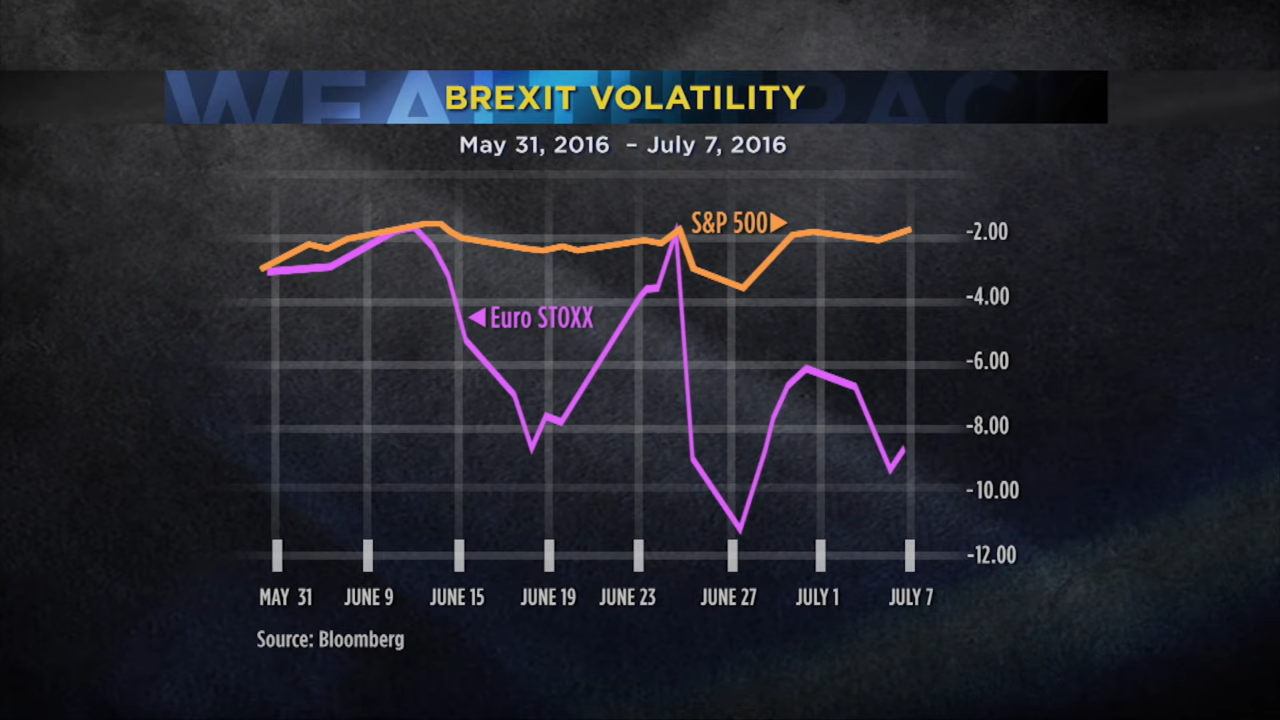 WEALTHTRACK
BREXIT VOLATILITY
May 31, 2016 – July 7, 2016
S&P 500
-2.00
-4.00
Euro STOXX
-6.00
-8.00
-10.00
-12.00
MAY 31 JUNE 9 JUNE 15 JUNE 19 JUNE 23 JUNE 27 JULY 1 JULY 7
Source: Bloomberg